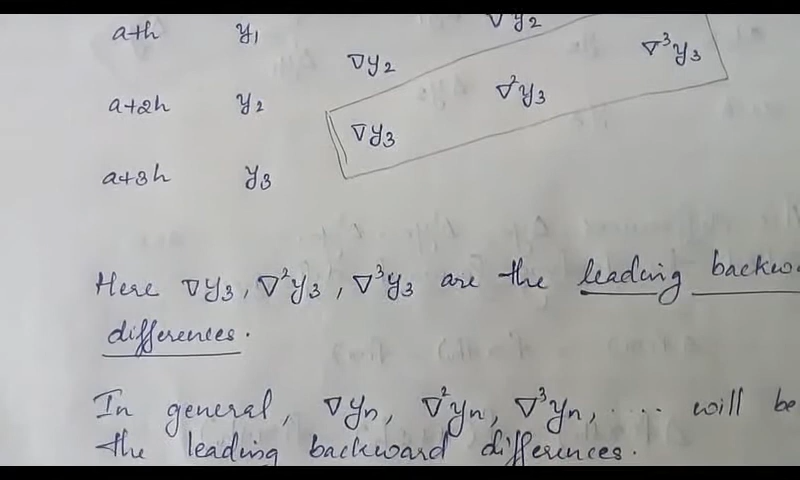 a+h y₁ ∇²y₂
∇y₂ ∇³y₃
a+2h y₂ ∇²y₃
∇y₃
a+3h y₃
Here ∇y₃, ∇²y₃, ∇³y₃ are the leading
differences.
In general, ∇yₙ, ∇²yₙ, ∇³yₙ, .... will be
the leading backward differences.